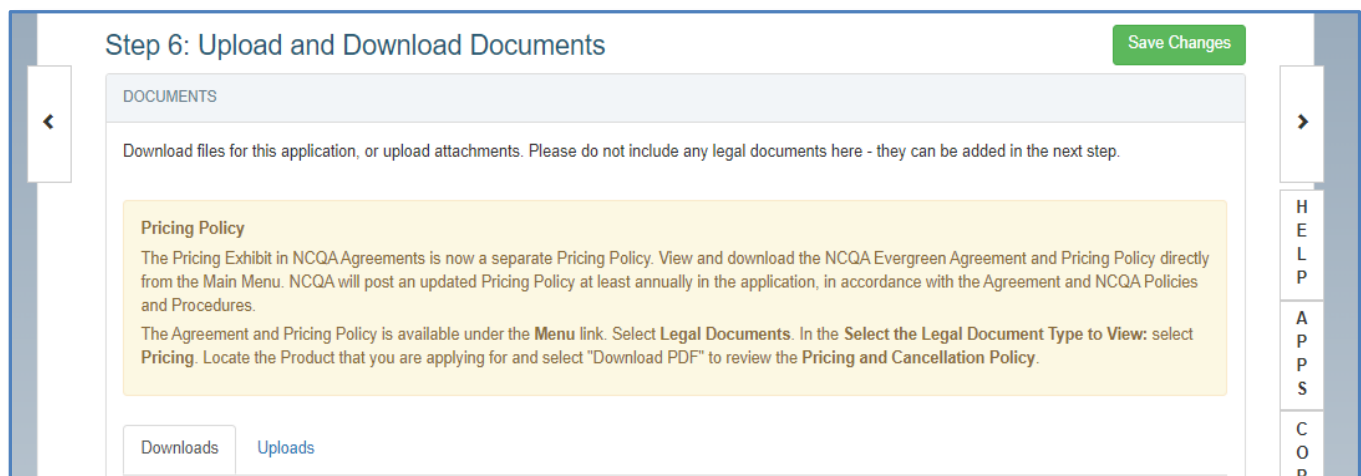 Step 6: Upload and Download Documents
Save Changes
DOCUMENTS
Download files for this application, or upload attachments. Please do not include any legal documents here - they can be added in the next step.
Pricing Policy
The Pricing Exhibit in NCQA Agreements is now a separate Pricing Policy. View and download the NCQA Evergreen Agreement and Pricing Policy directly
from the Main Menu. NCQA will post an updated Pricing Policy at least annually in the application, in accordance with the Agreement and NCQA Policies
and Procedures.
The Agreement and Pricing Policy is available under the Menu link. Select Legal Documents. In the Select the Legal Document Type to View: select
Pricing. Locate the Product that you are applying for and select "Download PDF" to review the Pricing and Cancellation Policy.
Downloads
Uploads
HELP
APPS